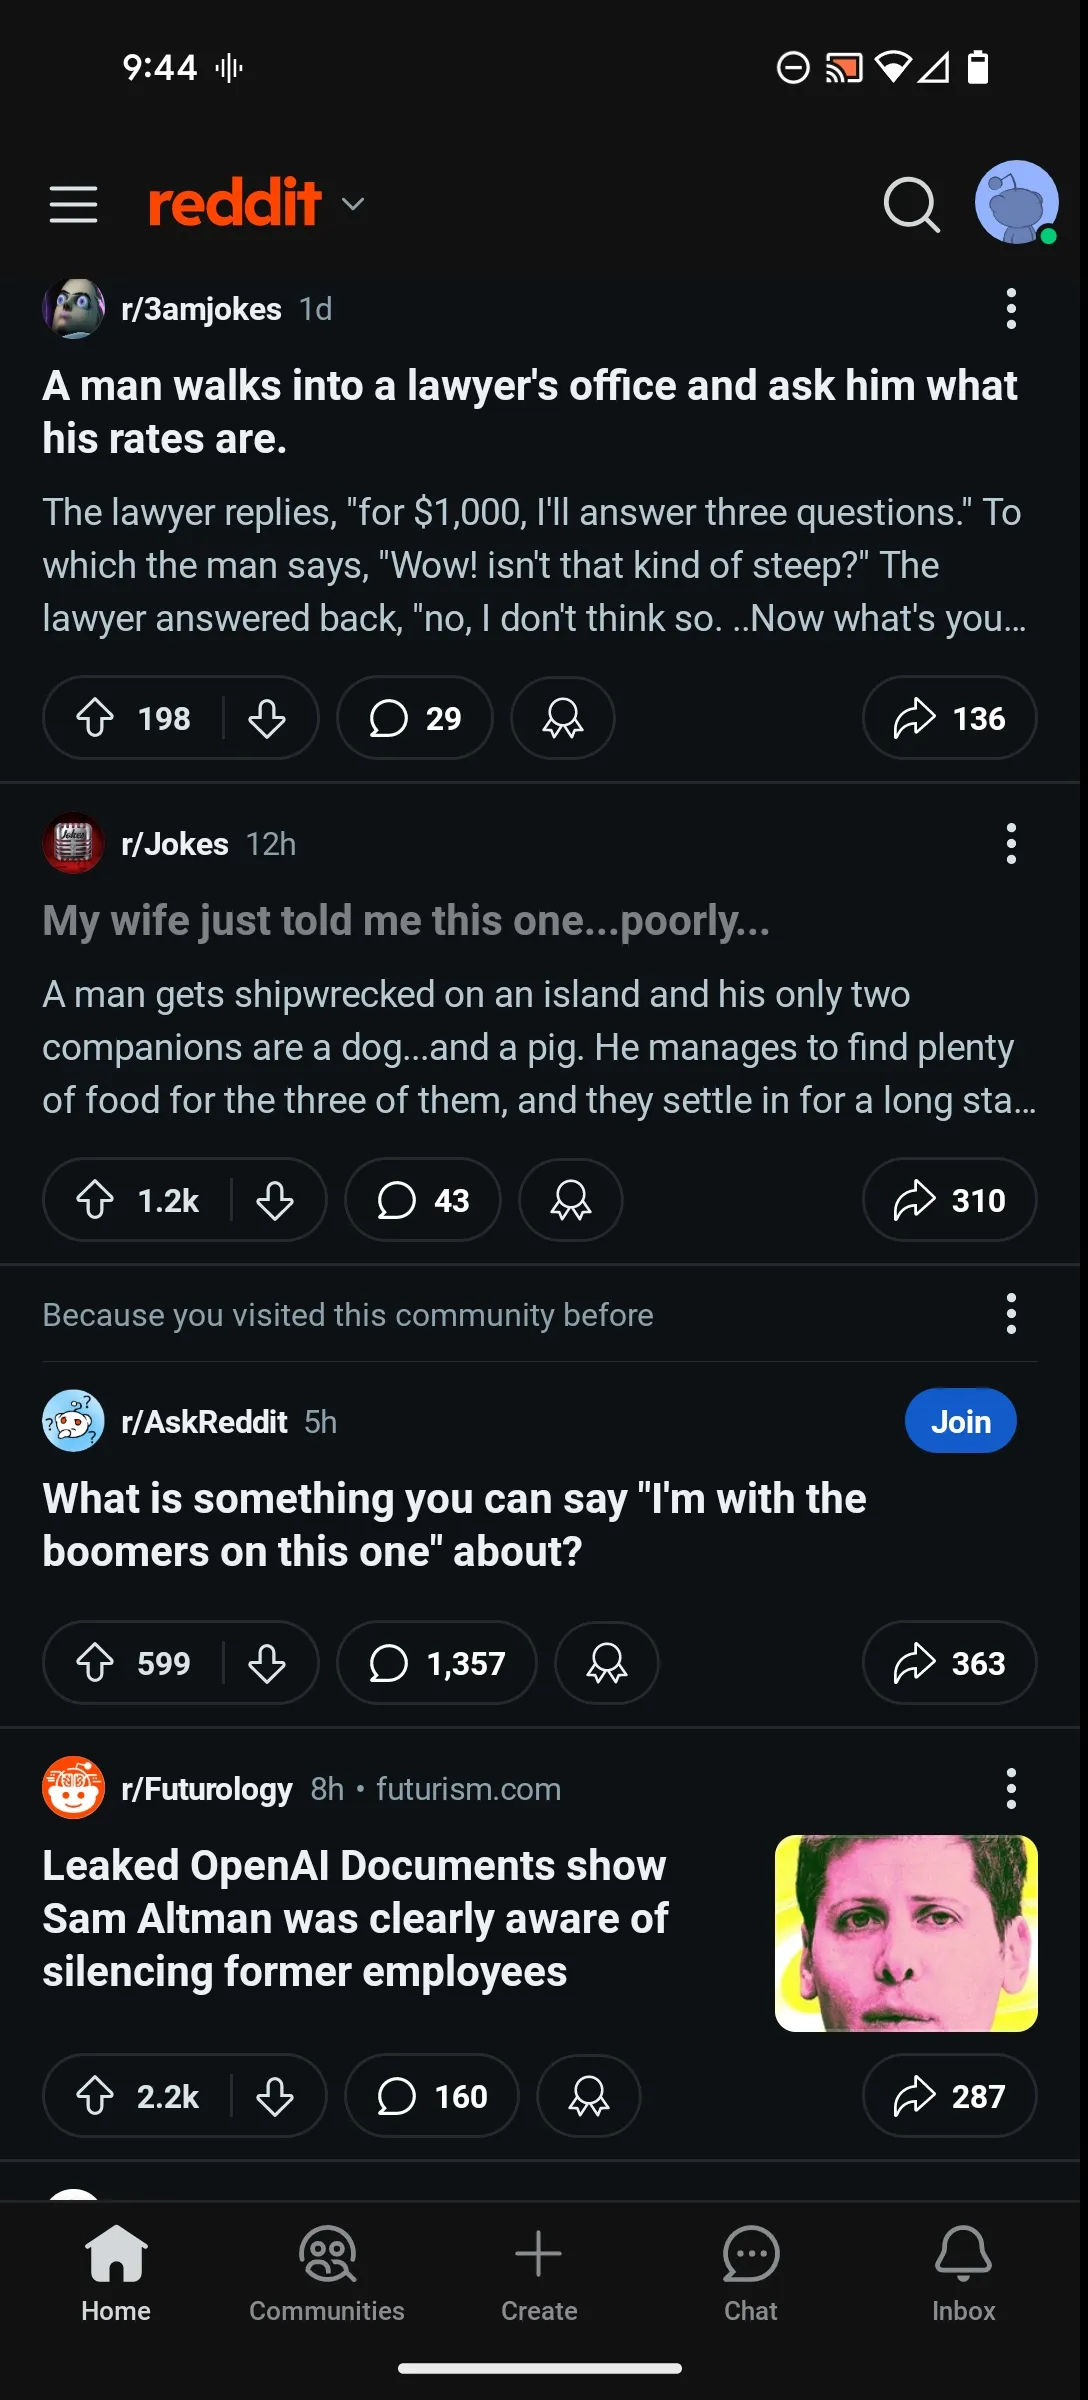 9:44
reddit
r/3amjokes 1d
A man walks into a lawyer's office and ask him what
his rates are.
The lawyer replies, "for $1,000, I'll answer three questions." To
which the man says, "Wow! isn't that kind of steep?" The
lawyer answered back, "no, I don't think so. ..Now what's you...
198
29
136
r/Jokes 12h
My wife just told me this one...poorly...
A man gets shipwrecked on an island and his only two
companions are a dog...and a pig. He manages to find plenty
of food for the three of them, and they settle in for a long sta...
1.2k
43
310
Because you visited this community before
r/AskReddit 5h
Join
What is something you can say "I'm with the
boomers on this one" about?
599
1,357
363
r/Futurology 8h • futurism.com
Leaked OpenAI Documents show
Sam Altman was clearly aware of
silencing former employees
2.2k
160
287
Home
Communities
Create
Chat
Inbox